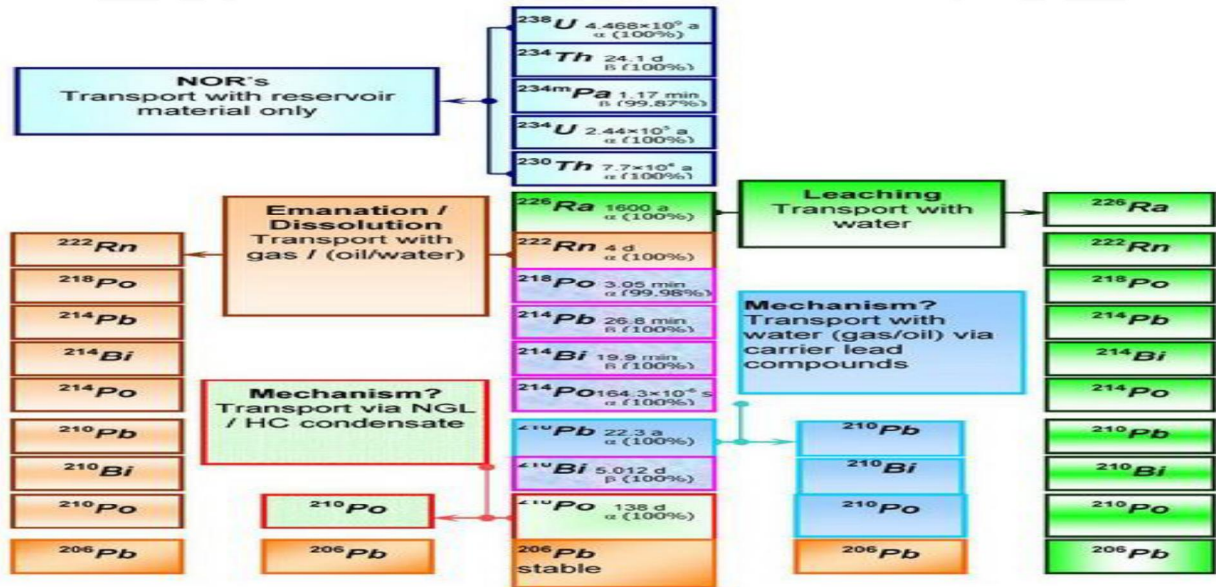 ²³⁸U 4.468×10⁹ a
α (100%)
²³⁴Th 24.1 d
β (100%)
²³⁴ᵐPa 1.17 min
β (99.87%)
²³⁴U 2.44×10⁵ a
α (100%)
²³⁰Th 7.7×10⁴ a
α (100%)
NOR's
Transport with reservoir
material only
²²⁶Ra 1600 a
α (100%)
Leaching
Transport with
water
²²⁶Ra
Emanation /
Dissolution
Transport with
gas / (oil/water)
²²²Rn
²¹⁸Po
²¹⁴Pb
²¹⁴Bi
²¹⁴Po
²¹⁰Pb
²¹⁰Bi
²¹⁰Po
²⁰⁶Pb
Mechanism?
Transport via NGL
/ HC condensate
²¹⁰Po
²⁰⁶Pb
²²²Rn 4 d
α (100%)
²¹⁸Po 3.05 min
α (99.98%)
²¹⁴Pb 26.8 min
β (100%)
²¹⁴Bi 19.9 min
β (100%)
²¹⁴Po 164.3×10⁻⁶ s
α (100%)
²¹⁰Pb 22.3 a
α (100%)
²¹⁰Bi 5.012 d
β (100%)
²¹⁰Po 138 d
α (100%)
²⁰⁶Pb
stable
Mechanism?
Transport with
water (gas/oil) via
carrier lead
compounds
²¹⁰Pb
²¹⁰Bi
²¹⁰Po
²⁰⁶Pb
²²²Rn
²¹⁸Po
²¹⁴Pb
²¹⁴Bi
²¹⁴Po
²¹⁰Pb
²¹⁰Bi
²¹⁰Po
²⁰⁶Pb